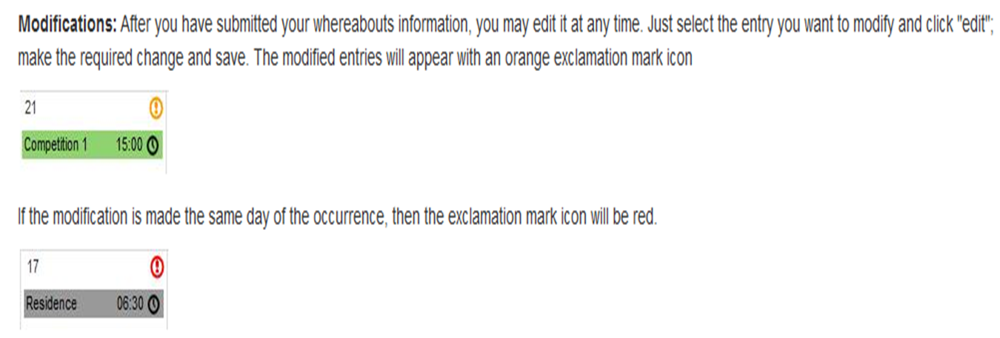 Modifications: After you have submitted your whereabouts information, you may edit it at any time. Just select the entry you want to modify and click "edit";
make the required change and save. The modified entries will appear with an orange exclamation mark icon
21
Competition 1 15:00
If the modification is made the same day of the occurrence, then the exclamation mark icon will be red.
17
Residence 06:30